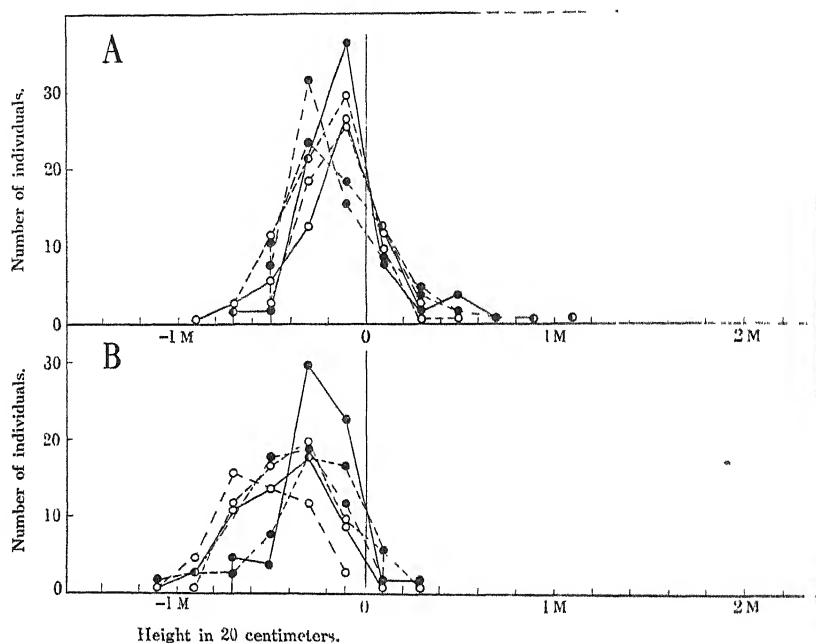 A
Number of individuals.
30
20
10
0
-1 M
0
1 M
2 M
B
Number of individuals.
30
20
10
0
-1 M
0
1 M
2 M
Height in 20 centimeters.